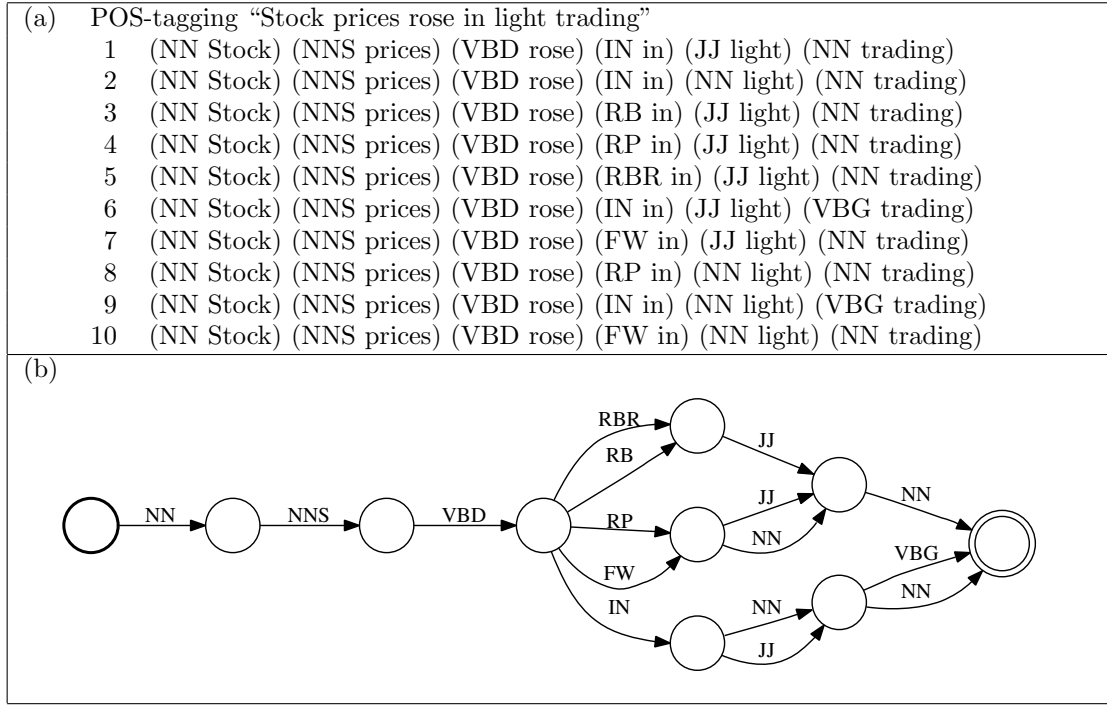 (a) POS-tagging “Stock prices rose in light trading”
1 (NN Stock) (NNS prices) (VBD rose) (IN in) (JJ light) (NN trading)
2 (NN Stock) (NNS prices) (VBD rose) (IN in) (NN light) (NN trading)
3 (NN Stock) (NNS prices) (VBD rose) (RB in) (JJ light) (NN trading)
4 (NN Stock) (NNS prices) (VBD rose) (RP in) (JJ light) (NN trading)
5 (NN Stock) (NNS prices) (VBD rose) (RBR in) (JJ light) (NN trading)
6 (NN Stock) (NNS prices) (VBD rose) (IN in) (JJ light) (VBG trading)
7 (NN Stock) (NNS prices) (VBD rose) (FW in) (JJ light) (NN trading)
8 (NN Stock) (NNS prices) (VBD rose) (RP in) (NN light) (NN trading)
9 (NN Stock) (NNS prices) (VBD rose) (IN in) (NN light) (VBG trading)
10 (NN Stock) (NNS prices) (VBD rose) (FW in) (NN light) (NN trading)
(b)
NN
NNS
VBD
RBR
RB
RP
FW
IN
JJ
JJ
NN
NN
JJ
NN
VBG
NN